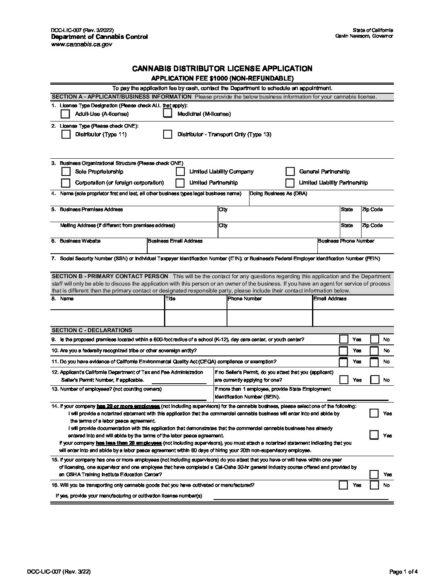 DCC-LIC-007 (Rev. 3/2022)
Department of Cannabis Control
www.cannabis.ca.gov
State of California
Gavin Newsom, Governor
CANNABIS DISTRIBUTOR LICENSE APPLICATION
APPLICATION FEE $1000 (NON-REFUNDABLE)
To pay the application fee by cash, contact the Department to schedule an appointment.
SECTION A - APPLICANT/BUSINESS INFORMATION Please provide the below business information for your cannabis license.
1. License Type Designation (Please check ALL that apply):
Adult-Use (A-license) Medicinal (M-license)
2. License Type (Please check ONE):
Distributor (Type 11) Distributor - Transport Only (Type 13)
3. Business Organizational Structure (Please check ONE)
Sole Proprietorship Limited Liability Company General Partnership
Corporation (or foreign corporation) Limited Partnership Limited Liability Partnership
4. Name (sole proprietor first and last, all other business types legal business name) Doing Business As (DBA)
5. Business Premises Address City State Zip Code
Mailing Address (if different from premises address) City State Zip Code
6. Business Website Business Email Address Business Phone Number
7. Social Security Number (SSN) or Individual Taxpayer Identification Number (ITIN); or Business's Federal Employer Identification Number (FEIN)
SECTION B - PRIMARY CONTACT PERSON This will be the contact for any questions regarding this application and the Department
staff will only be able to discuss the application with this person or an owner of the business. If you have an agent for service of process
that is different then the primary contact or designated responsible party, please include their contact information below.
8. Name Title Phone Number Email Address
SECTION C - DECLARATIONS
9. Is the proposed premises located within a 600-foot radius of a school (K-12), day care center, or youth center? Yes No
10. Are you a federally recognized tribe or other sovereign entity? Yes No
11. Do you have evidence of California Environmental Quality Act (CEQA) compliance or exemption? Yes No
12. Applicant's California Department of Tax and Fee Administration
Seller's Permit Number, if applicable.
If no Seller's Permit, do you attest that you (applicant)
are currently applying for one? Yes No
13. Number of employees? (not counting owners)
If more than 1 employee, provide State Employment
Identification Number (SEIN).
14. If your company has 20 or more employees (not including supervisors) for the cannabis business, please select one of the following:
I will provide a notarized statement with this application that the commercial cannabis business will enter into and abide by
the terms of a labor peace agreement. Yes
I will provide documentation with this application that demonstrates that the commercial cannabis business has already
entered into and will abide by the terms of the labor peace agreement. Yes
If your company has less than 20 employees (not including supervisors), you must attach a notarized statement indicating that you
will enter into and abide by a labor peace agreement within 60 days of hiring your 20th non-supervisory employee.
15. If your company has one or more employees (not including supervisors) do you attest that you have or will have within one year
of licensing, one supervisor and one employee that have completed a Cal-Osha 30-hr general industry course offered and provided by
an OSHA Training Institute Education Center? Yes
16. Will you be transporting only cannabis goods that you have cultivated or manufactured? Yes No
If yes, provide your manufacturing or cultivation license number(s)
DCC-LIC-007 (Rev. 3/22)
Page 1 of 4